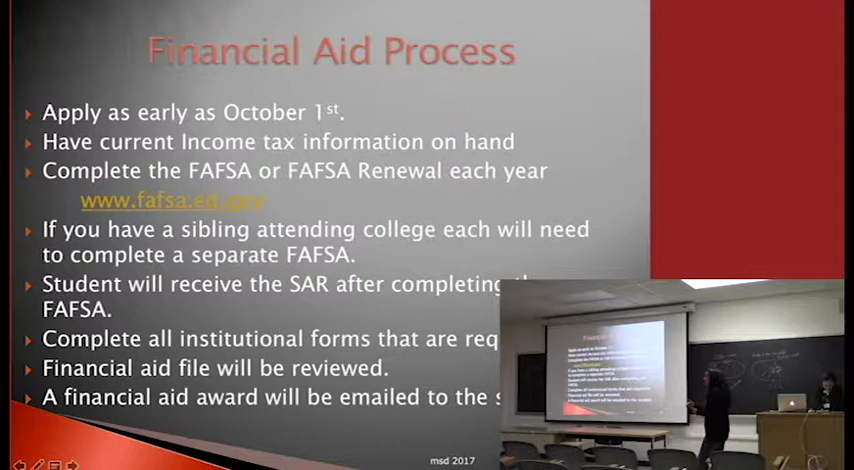 Financial Aid Process
Apply as early as October 1st.
Have current Income tax information on hand
Complete the FAFSA or FAFSA Renewal each year
www.fafsa.ed.gov
If you have a sibling attending college each will need
to complete a separate FAFSA.
Student will receive the SAR after completing
FAFSA.
Complete all institutional forms that are req
Financial aid file will be reviewed.
A financial aid award will be emailed to the s
msd 2017